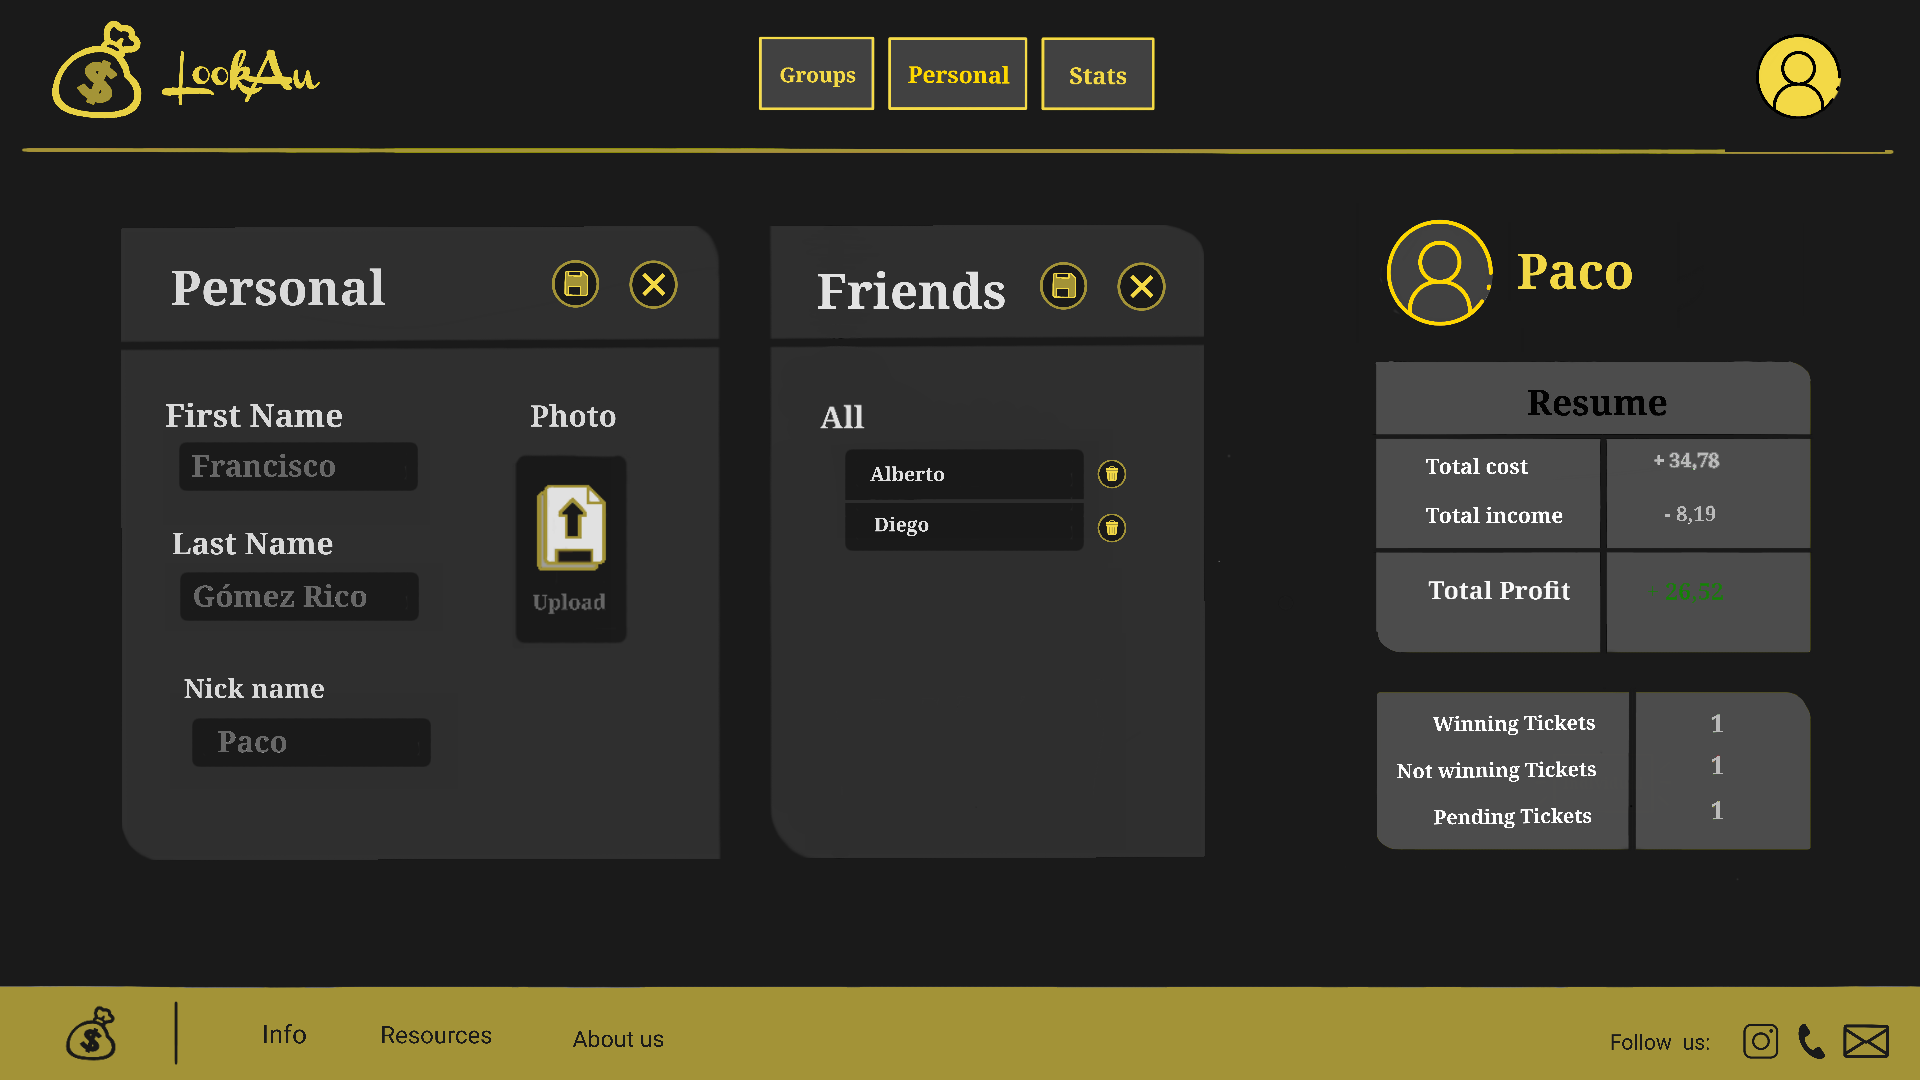 $ LookAu
Groups Personal Stats
Personal
First Name
Francisco
Last Name
Gómez Rico
Nick name
Paco
Photo
Upload
Friends
All
Alberto
Diego
Paco
Resume
Total cost + 34,78
Total income - 8,19
Total Profit + 26,52
Winning Tickets 1
Not winning Tickets 1
Pending Tickets 1
$ Info Resources About us Follow us: